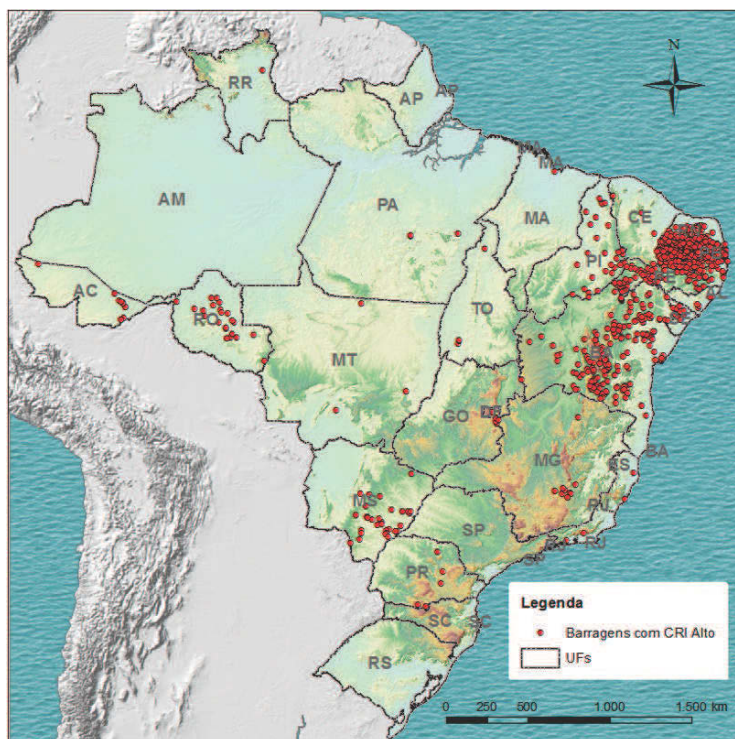 N
RR
AP
AP
AM
PA
MA
MA
CE
PI
AC
RO
TO
MT
BA
GO
DF
MG
ES
BA
MS
SP
RJ
PR
SP
SC
SC
RS
Legenda
Barragens com CRI Alto
UFs
0 250 500 1.000 1.500 km